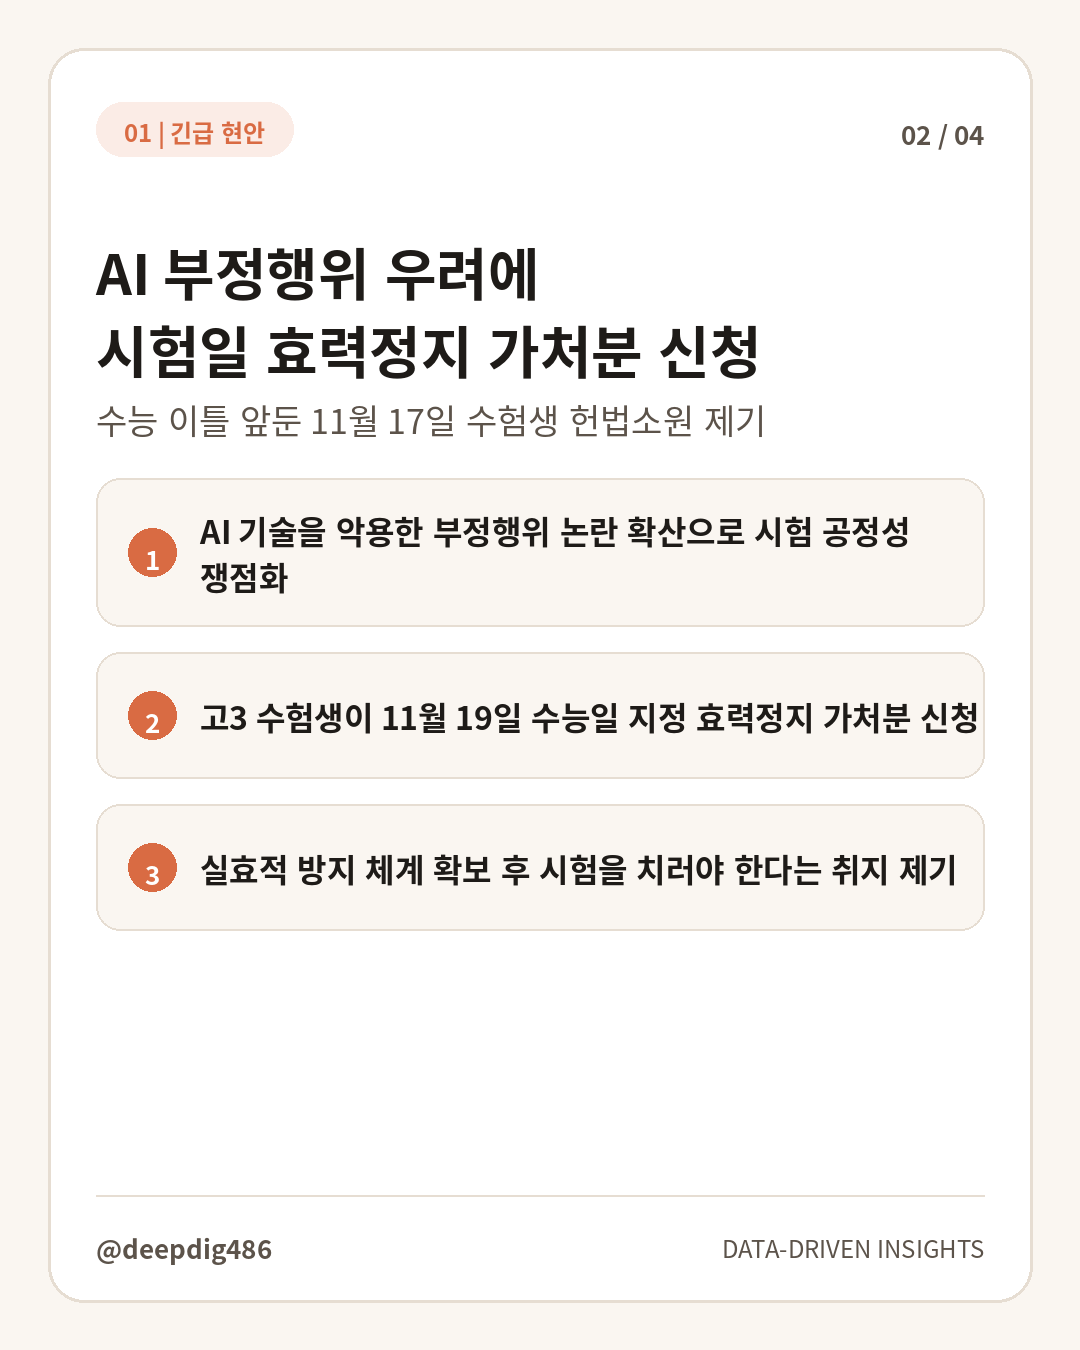 01 | 긴급 현안
02 / 04
AI 부정행위 우려에
시험일 효력정지 가처분 신청
수능 이틀 앞둔 11월 17일 수험생 헌법소원 제기
1
AI 기술을 악용한 부정행위 논란 확산으로 시험 공정성
쟁점화
2
고3 수험생이 11월 19일 수능일 지정 효력정지 가처분 신청
3
실효적 방지 체계 확보 후 시험을 치러야 한다는 취지 제기
@deepdig486
DATA-DRIVEN INSIGHTS